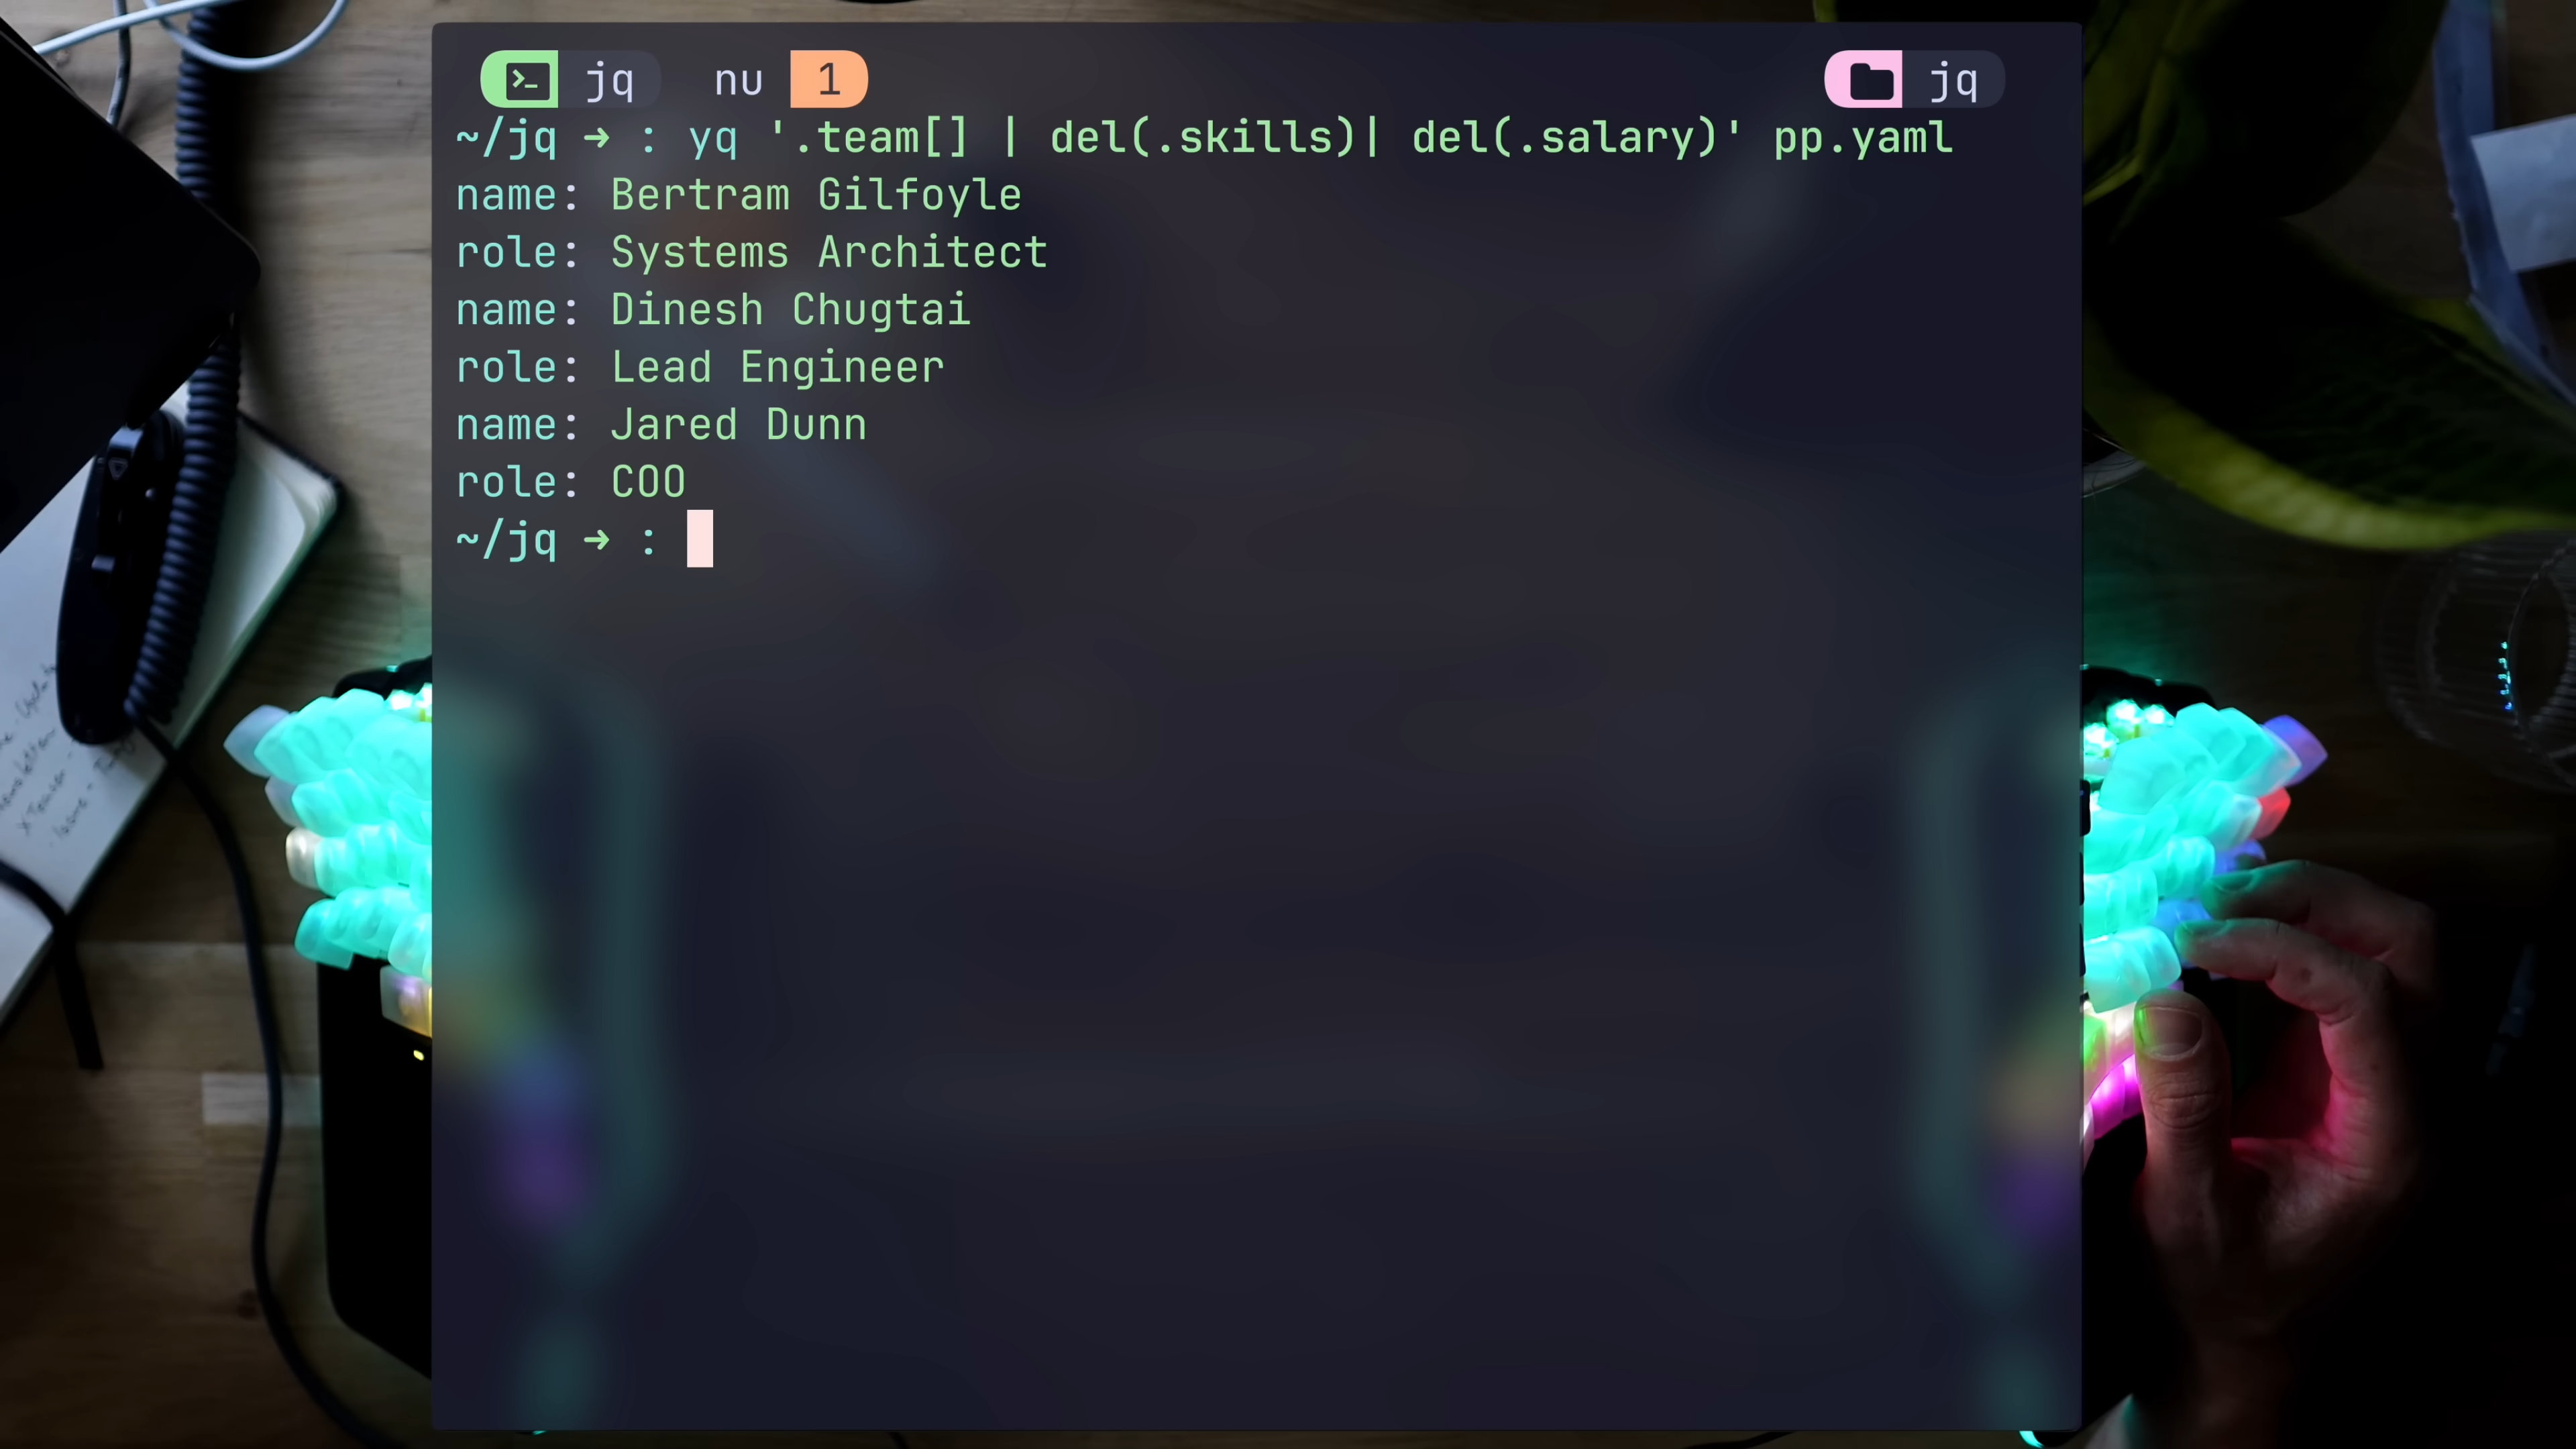 jq nu 1 jq
~/jq → : yq '.team[] | del(.skills)| del(.salary)' pp.yaml
name: Bertram Gilfoyle
role: Systems Architect
name: Dinesh Chugtai
role: Lead Engineer
name: Jared Dunn
role: COO
~/jq → :